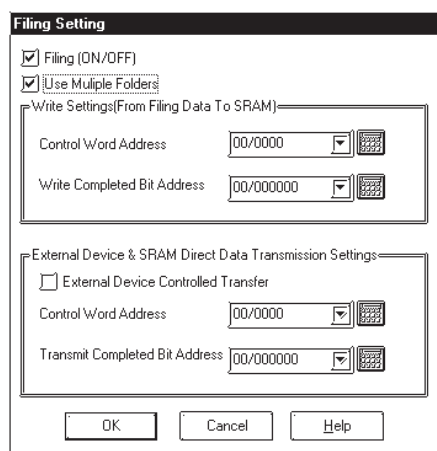 Filing Setting
Filing (ON/OFF)
Use Muliple Folders
Write Settings(From Filing Data To SRAM)
Control Word Address 00/0000
Write Completed Bit Address 00/000000
External Device & SRAM Direct Data Transmission Settings
External Device Controlled Transfer
Control Word Address 00/0000
Transmit Completed Bit Address 00/000000
OK Cancel Help